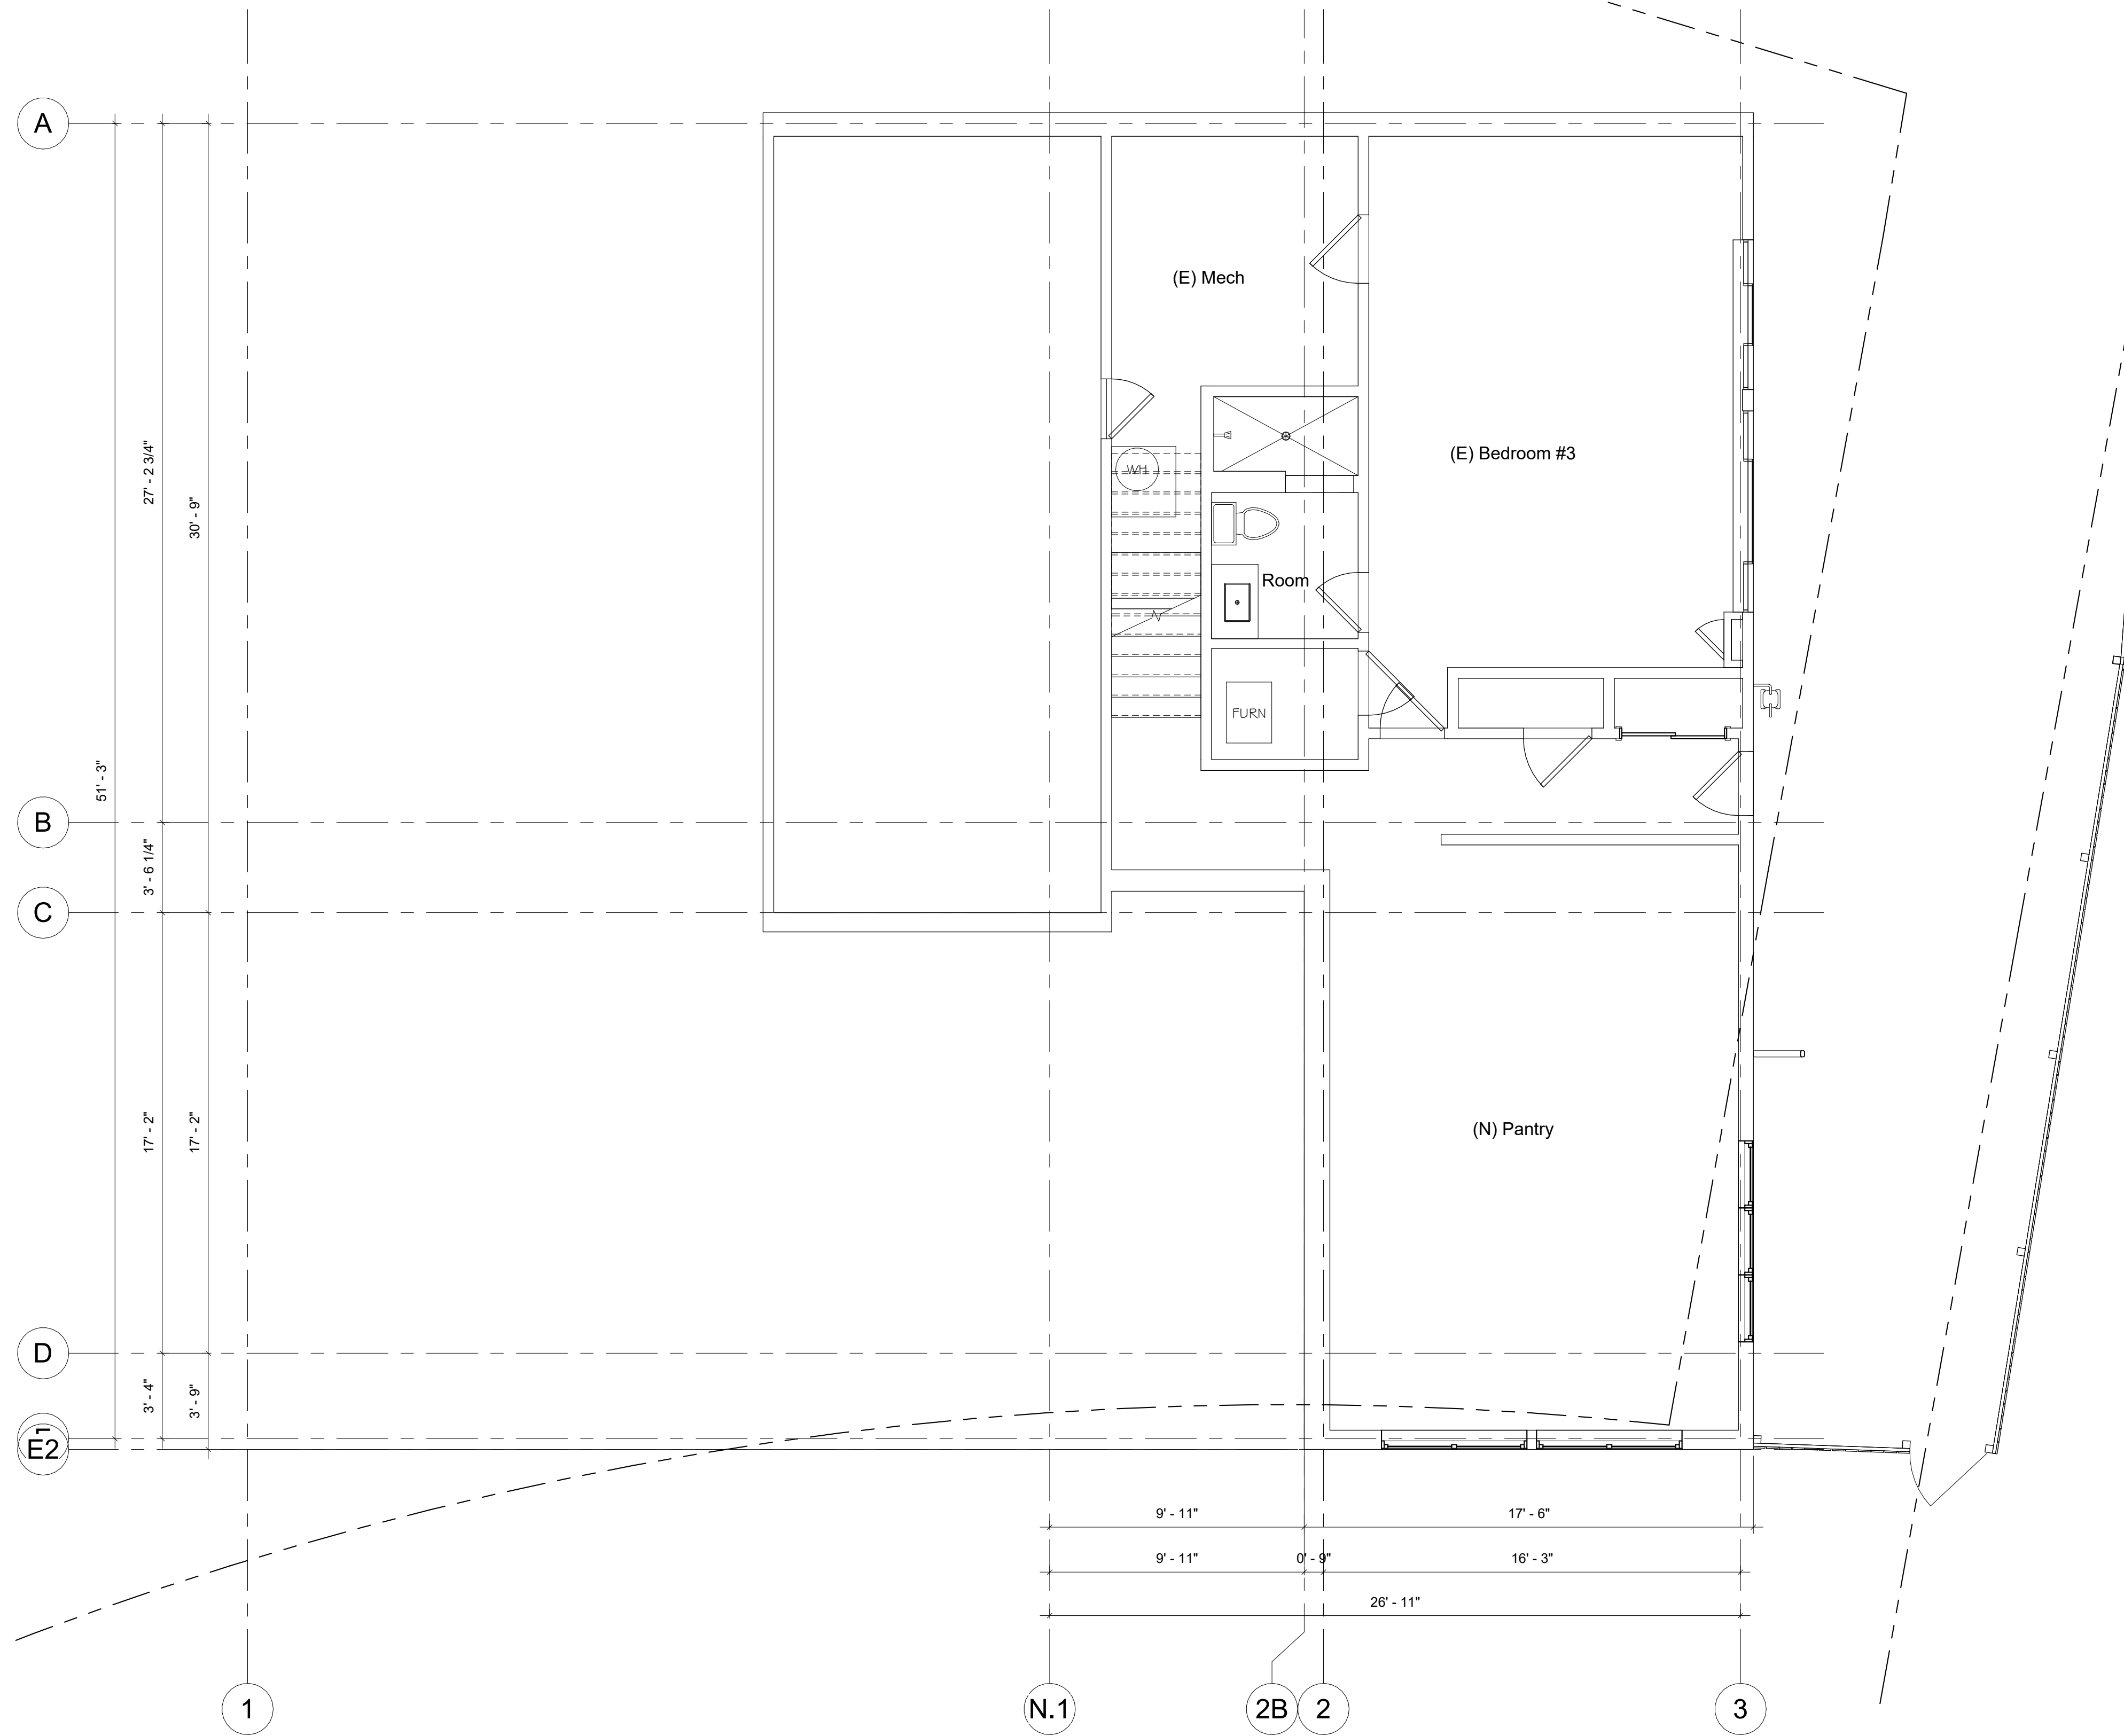 A
(E) Mech
27' - 2 3/4"
30' - 9"
(E) Bedroom #3
WH
Room
FURN
51' - 3"
B
3' - 6 1/4"
C
17' - 2"
17' - 2"
(N) Pantry
D
3' - 4"
3' - 9"
E2
9' - 11"
17' - 6"
9' - 11"
0' - 9"
16' - 3"
26' - 11"
1
N.1
2B
2
3